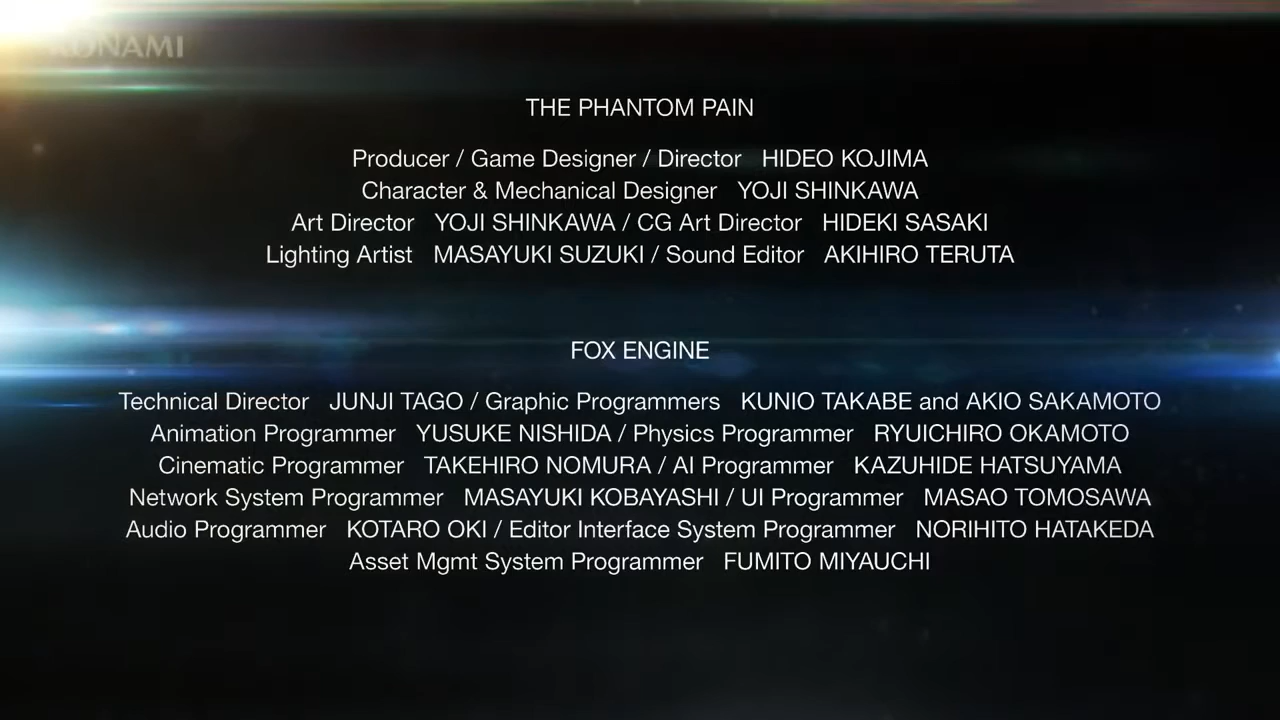 KONAMI
THE PHANTOM PAIN
Producer / Game Designer / Director HIDEO KOJIMA
Character & Mechanical Designer YOJI SHINKAWA
Art Director YOJI SHINKAWA / CG Art Director HIDEKI SASAKI
Lighting Artist MASAYUKI SUZUKI / Sound Editor AKIHIRO TERUTA
FOX ENGINE
Technical Director JUNJI TAGO / Graphic Programmers KUNIO TAKABE and AKIO SAKAMOTO
Animation Programmer YUSUKE NISHIDA / Physics Programmer RYUICHIRO OKAMOTO
Cinematic Programmer TAKEHIRO NOMURA / AI Programmer KAZUHIDE HATSUYAMA
Network System Programmer MASAYUKI KOBAYASHI / UI Programmer MASAO TOMOSAWA
Audio Programmer KOTARO OKI / Editor Interface System Programmer NORIHITO HATAKEDA
Asset Mgmt System Programmer FUMITO MIYAUCHI